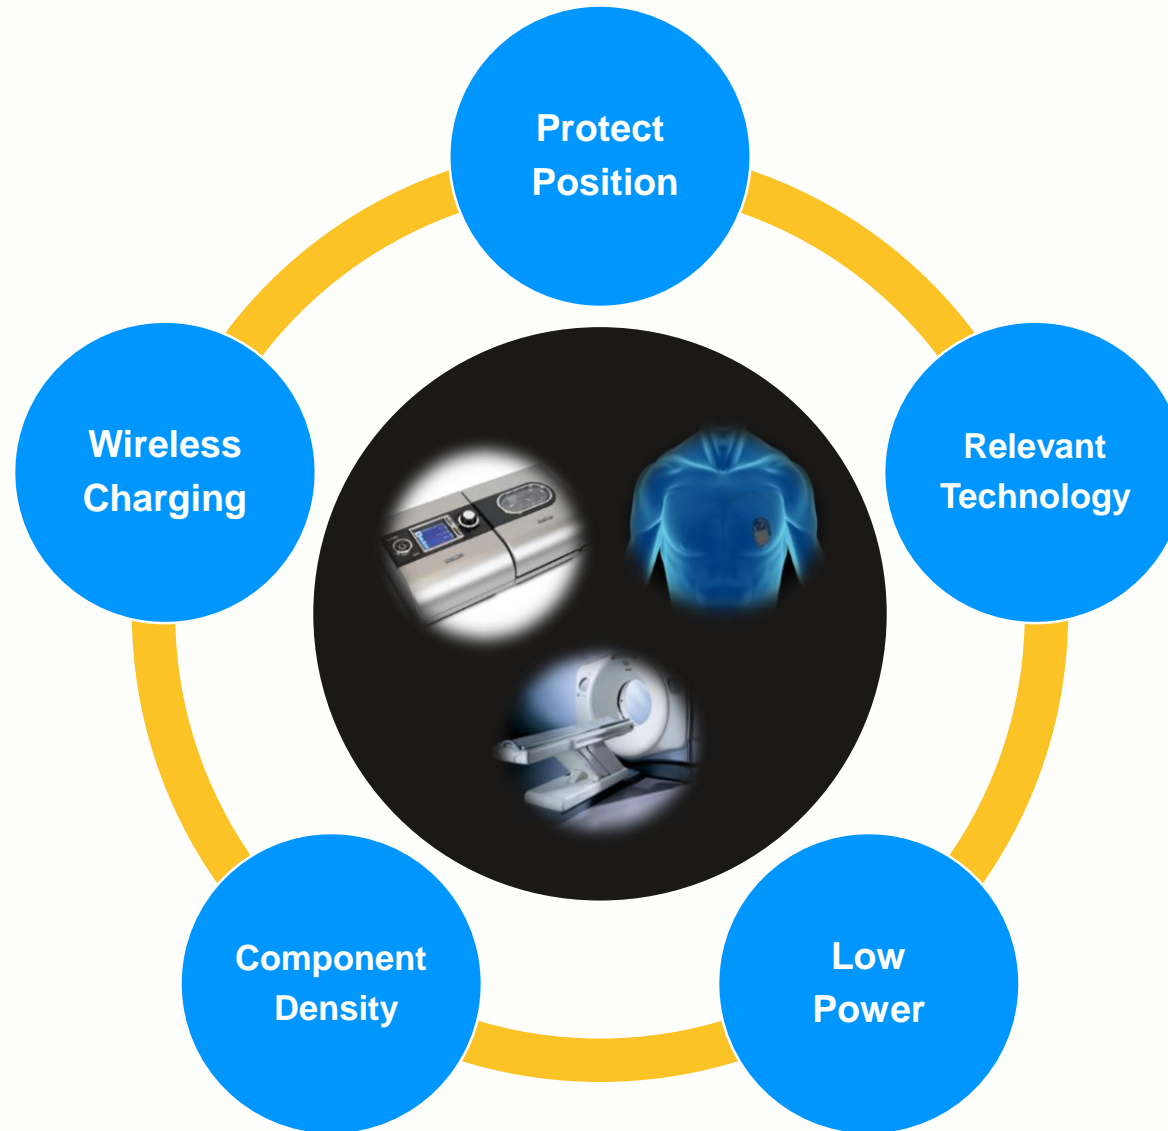 Protect
Position
Relevant
Technology
Low
Power
Component
Density
Wireless
Charging